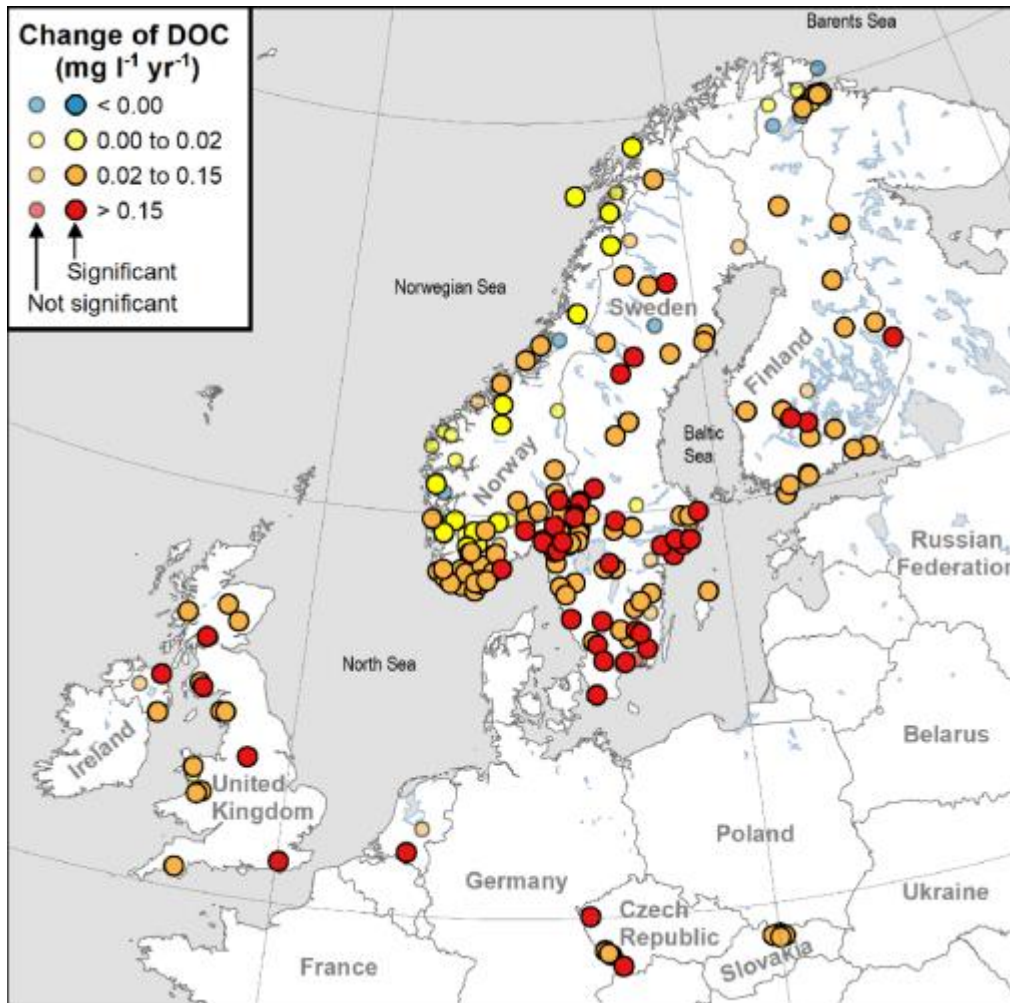 Change of DOC
(mg l⁻¹ yr⁻¹)
< 0.00
0.00 to 0.02
0.02 to 0.15
> 0.15
Significant
Not significant
Barents Sea
Norwegian Sea
Sweden
Finland
Baltic
Sea
Norway
Russian
Federation
North Sea
Ireland
United
Kingdom
Belarus
Poland
Germany
Ukraine
Czech
Republic
Slovakia
France